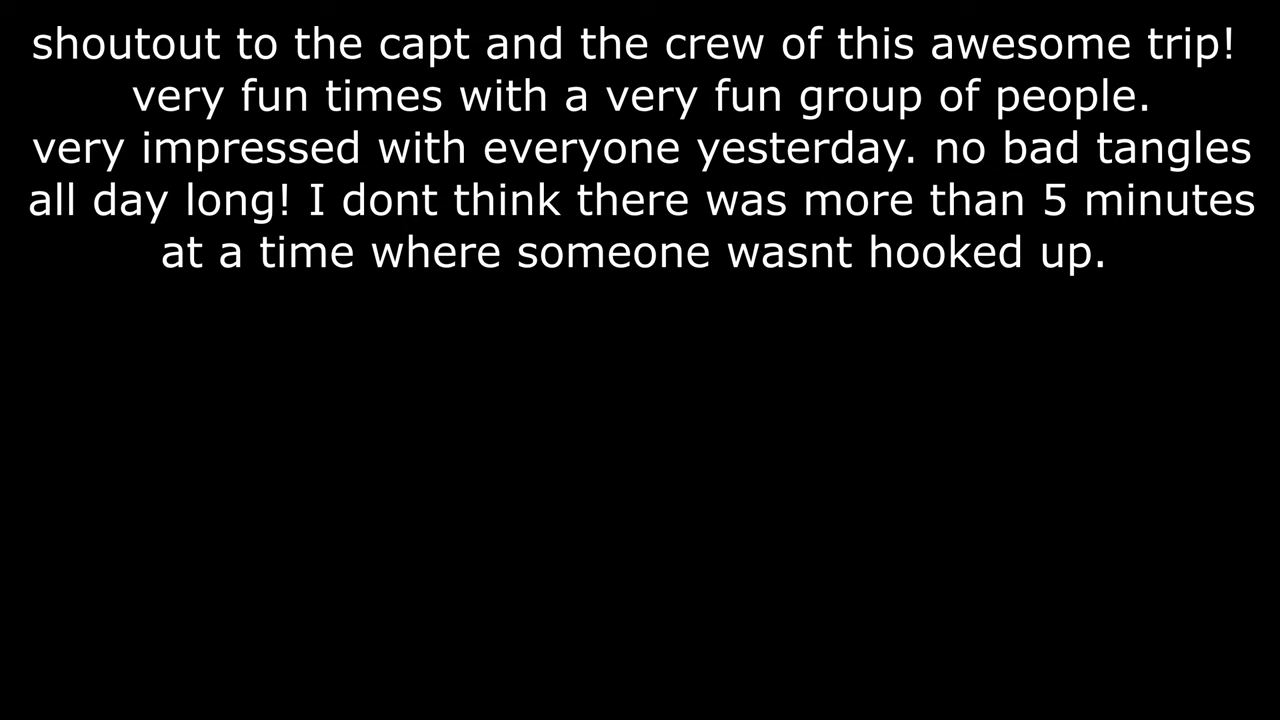 shoutout to the capt and the crew of this awesome trip!
very fun times with a very fun group of people.
very impressed with everyone yesterday. no bad tangles
all day long! I dont think there was more than 5 minutes
at a time where someone wasnt hooked up.